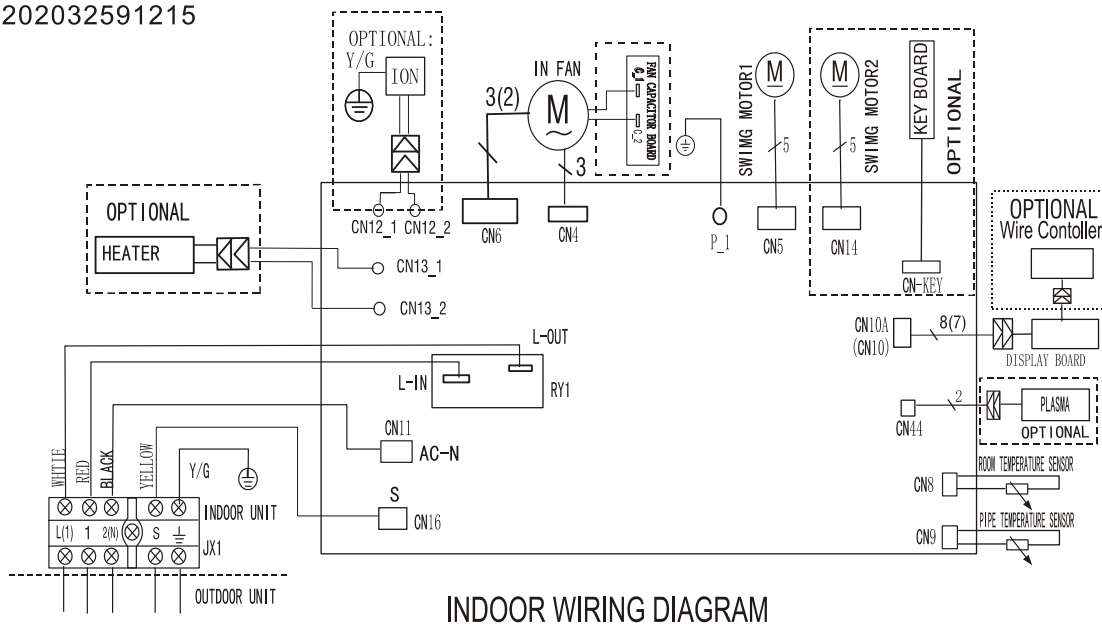 202032591215
OPTIONAL:
Y/G
ION
CN12_1 CN12_2
3(2)
IN FAN
M
3
CN6
CN4
FAN CAPACITOR BOARD
C_1
C_2
P_1
SWIMG MOTOR1
M
5
CN5
SWIMG MOTOR2
M
5
CN14
KEY BOARD
OPTIONAL
CN-KEY
OPTIONAL
HEATER
CN13_1
CN13_2
OPTIONAL
Wire Contoller
CN10A
(CN10)
8(7)
DISPLAY BOARD
CN44
2
PLASMA
OPTIONAL
L-OUT
L-IN
RY1
CN11
AC-N
S
CN16
CN8
ROOM TEMPERATURE SENSOR
CN9
PIPE TEMPERATURE SENSOR
WHTIE
RED
BLACK
YELLOW
Y/G
INDOOR UNIT
L(1) 1 2(N) S
JX1
OUTDOOR UNIT
INDOOR WIRING DIAGRAM